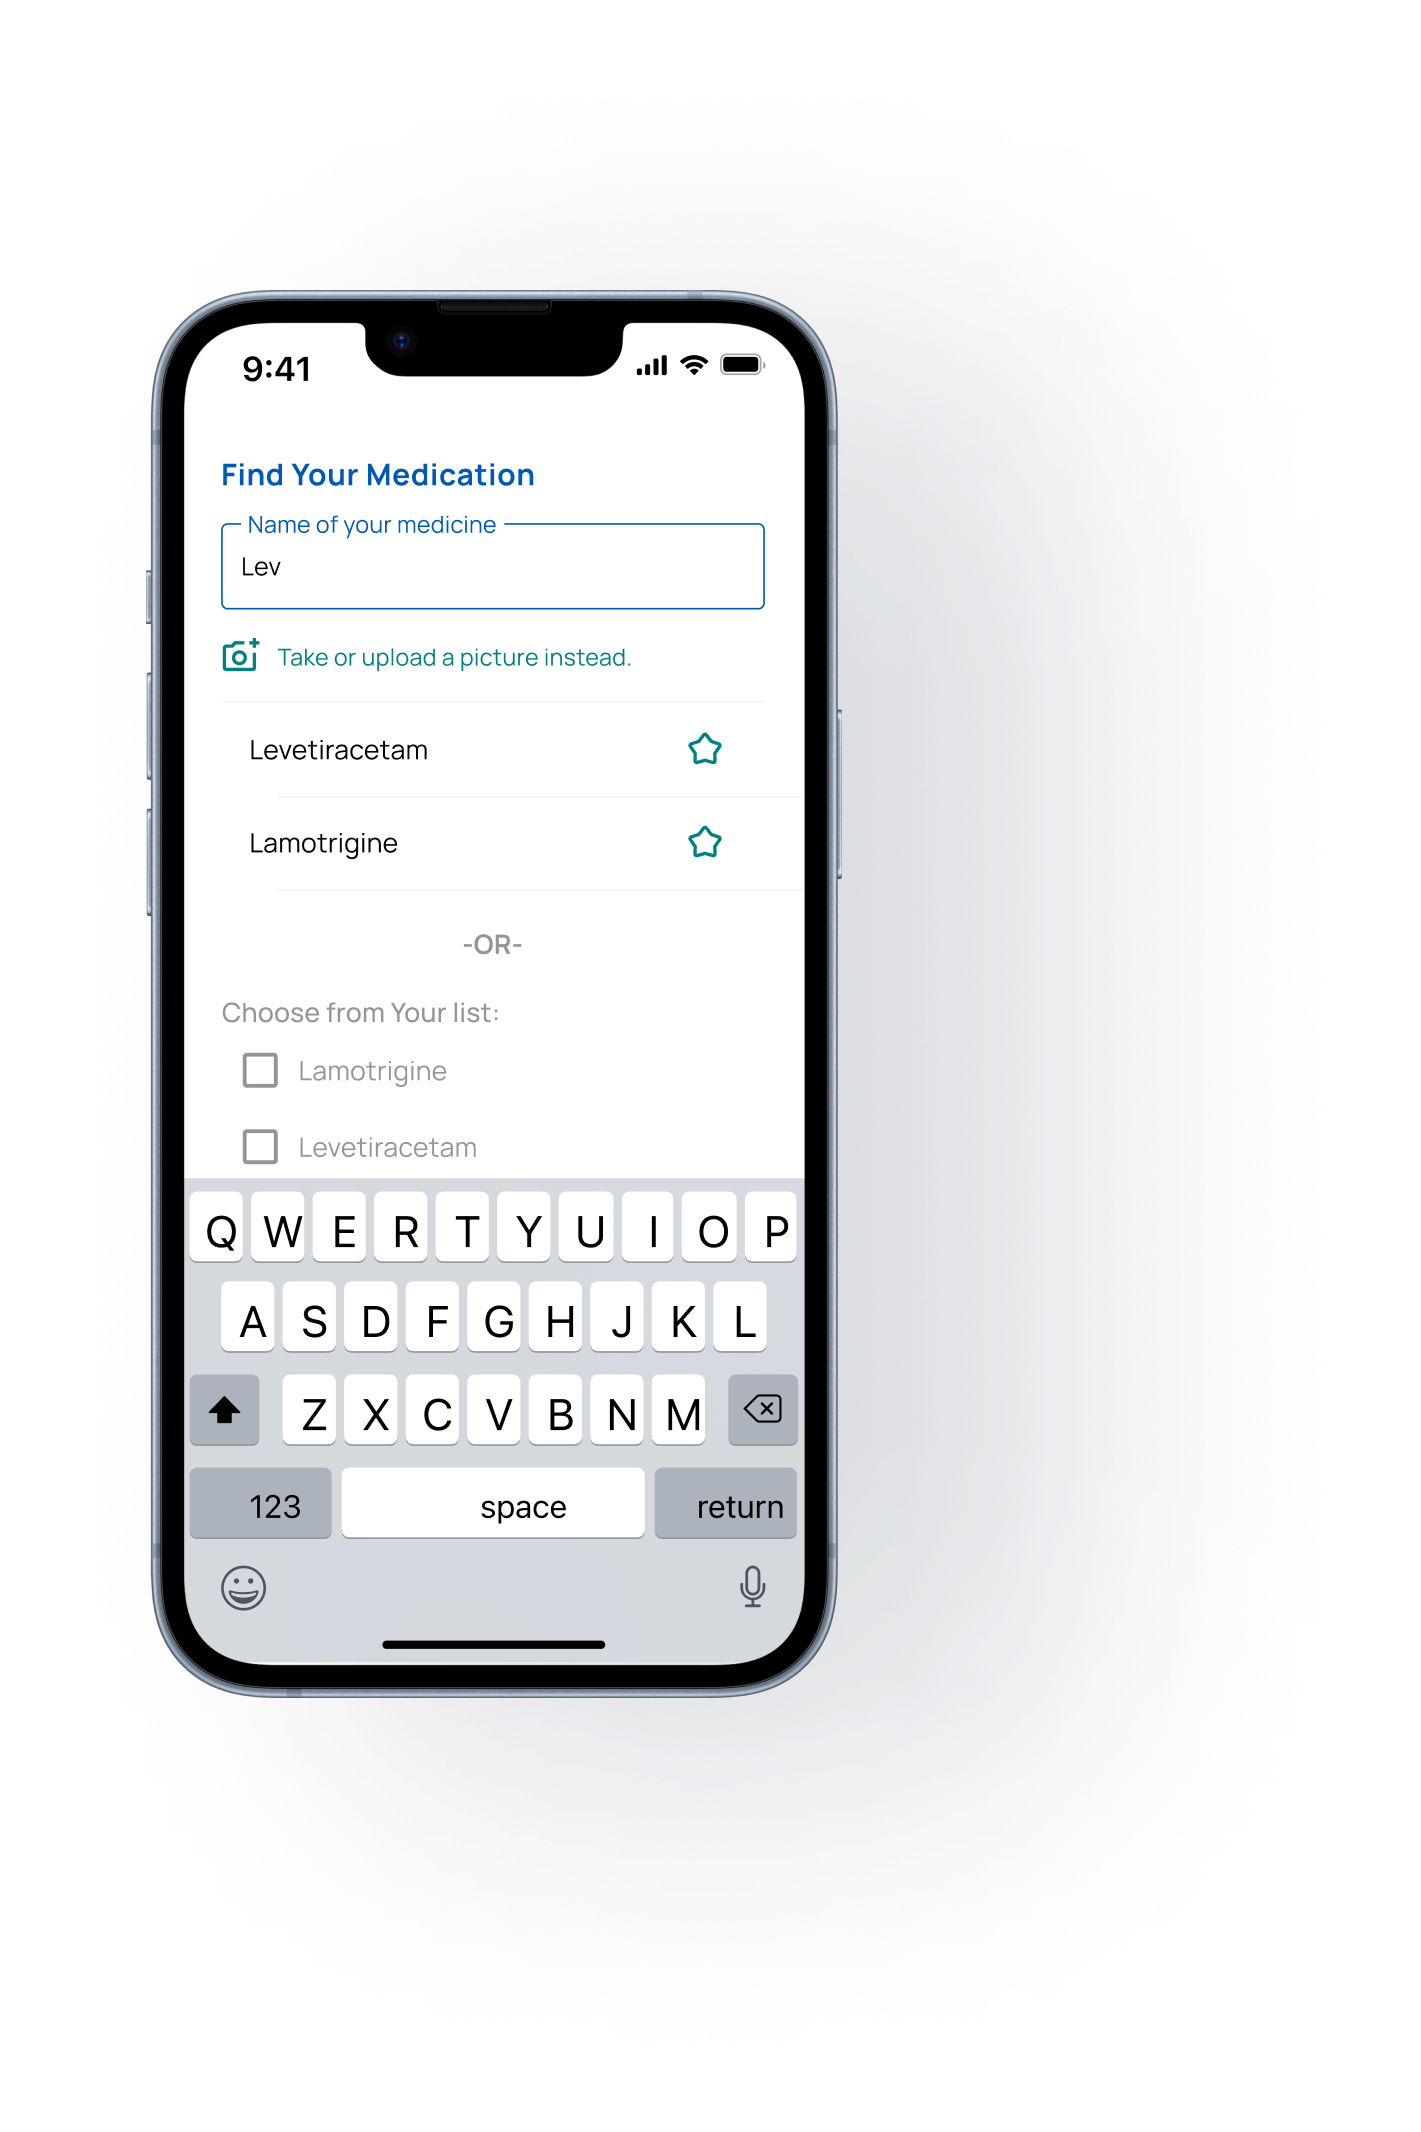 9:41
Find Your Medication
Name of your medicine
Lev
Take or upload a picture instead.
Levetiracetam
Lamotrigine
-OR-
Choose from Your list:
Lamotrigine
Levetiracetam
Q W E R T Y U I O P
A S D F G H J K L
Z X C V B N M
123 space return